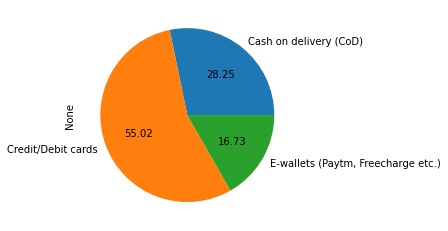 Cash on delivery (CoD)
28.25
None
55.02
16.73
Credit/Debit cards
E-wallets (Paytm, Freecharge etc.)